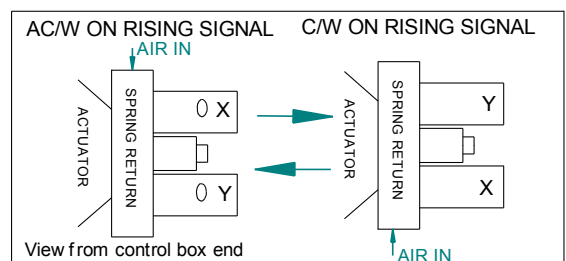 AC/W ON RISING SIGNAL
AIR IN
ACTUATOR
SPRING RETURN
X
Y
View from control box end
C/W ON RISING SIGNAL
ACTUATOR
SPRING RETURN
Y
X
AIR IN